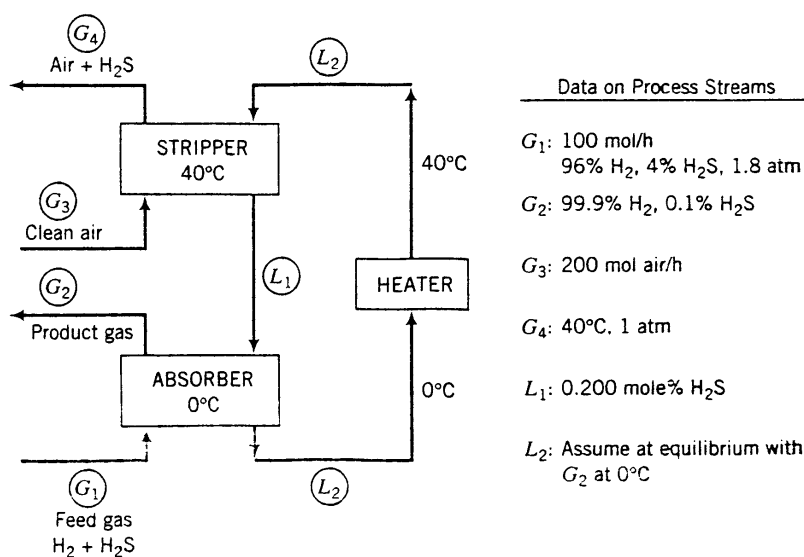 G₄
Air + H₂S
L₂
STRIPPER
40°C
40°C
G₃
Clean air
L₁
HEATER
G₂
Product gas
ABSORBER
0°C
0°C
G₁
L₂
Feed gas
H₂ + H₂S
Data on Process Streams
G₁: 100 mol/h
96% H₂, 4% H₂S, 1.8 atm
G₂: 99.9% H₂, 0.1% H₂S
G₃: 200 mol air/h
G₄: 40°C, 1 atm
L₁: 0.200 mole% H₂S
L₂: Assume at equilibrium with
G₂ at 0°C